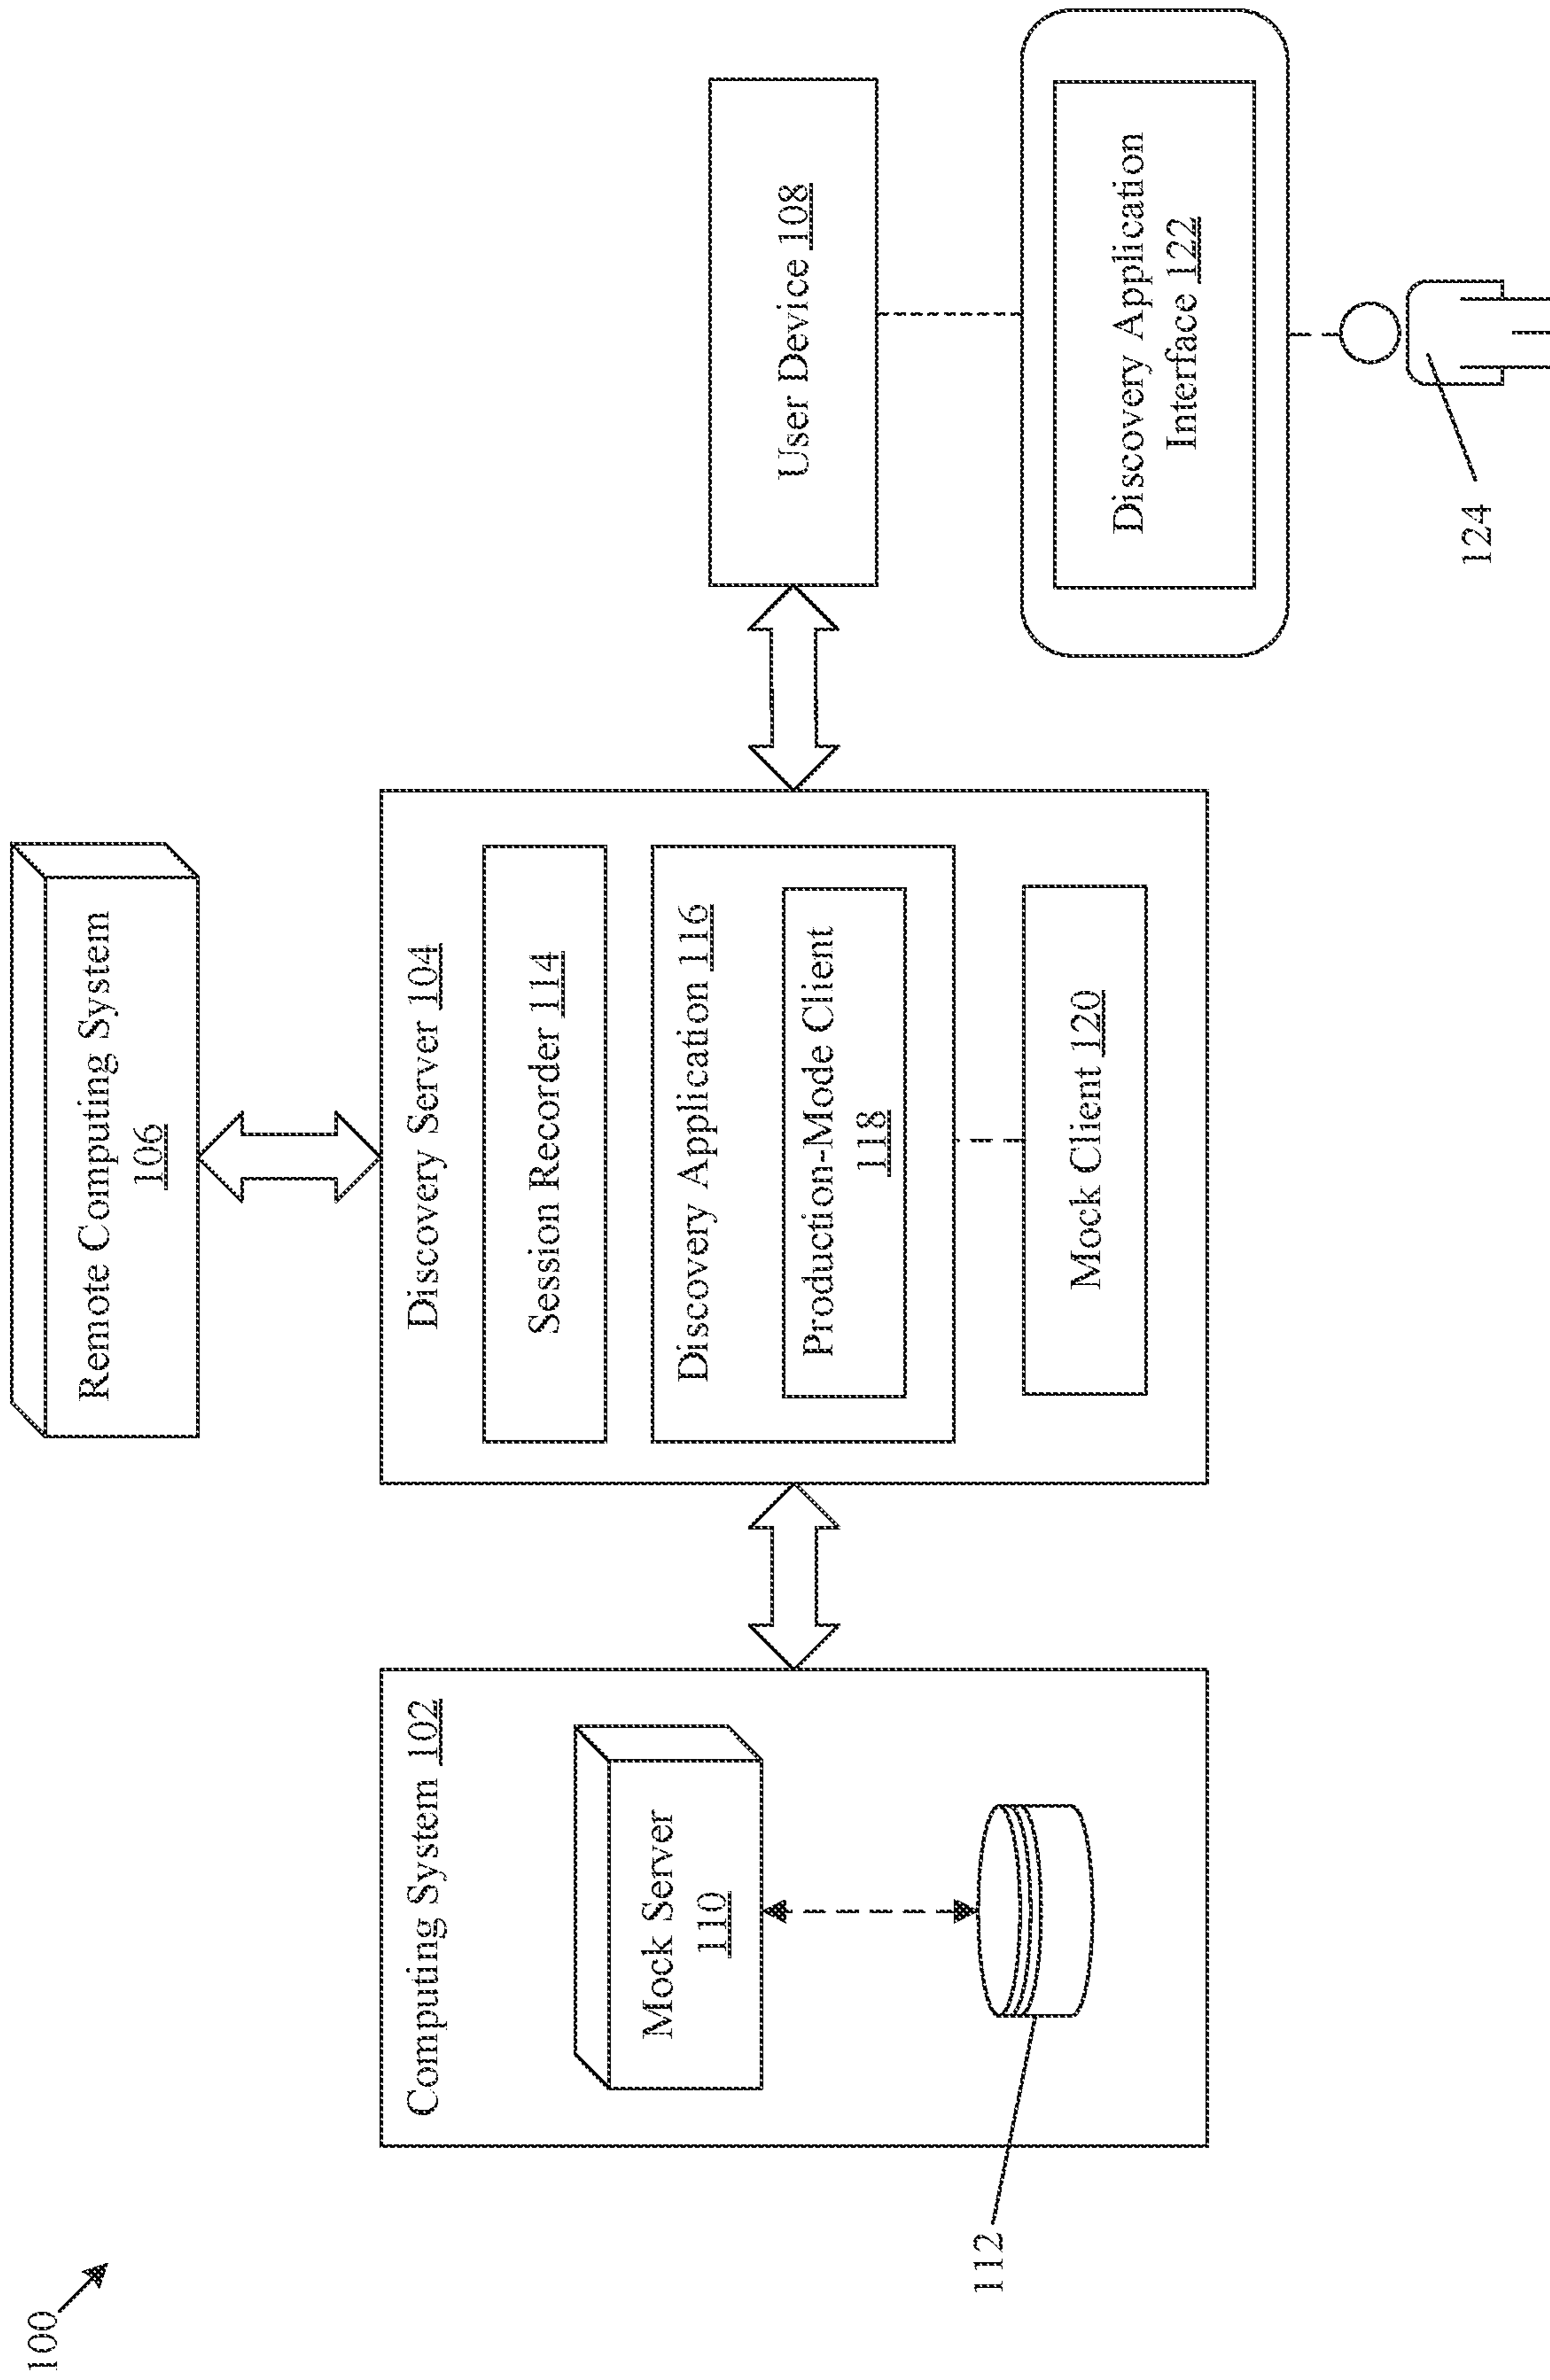 100
Remote Computing System
106
Computing System 102
Mock Server
110
112
Discovery Server 104
Session Recorder 114
Discovery Application 116
Production-Mode Client
118
Mock Client 120
User Device 108
Discovery Application
Interface 122
124